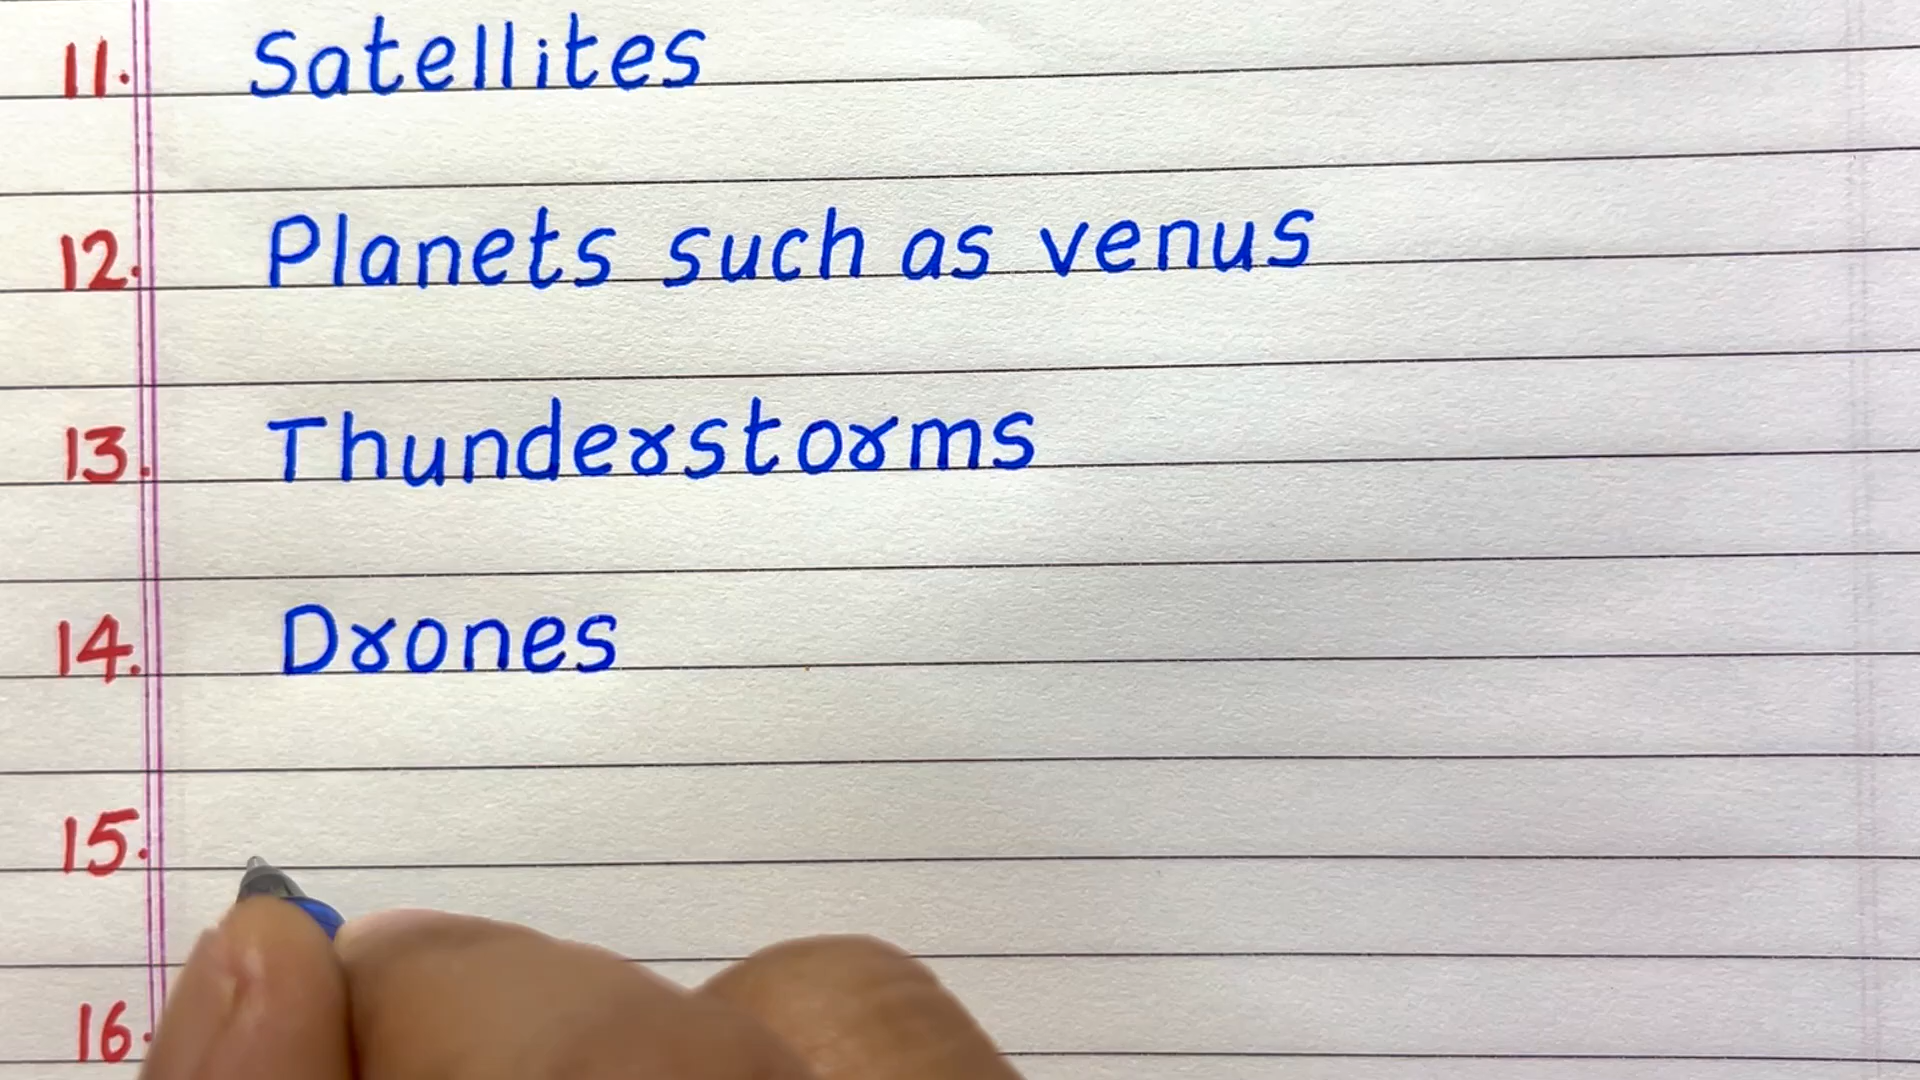 11. Satellites
12. Planets such as venus
13. Thunderstorms
14. Drones
15.
16.